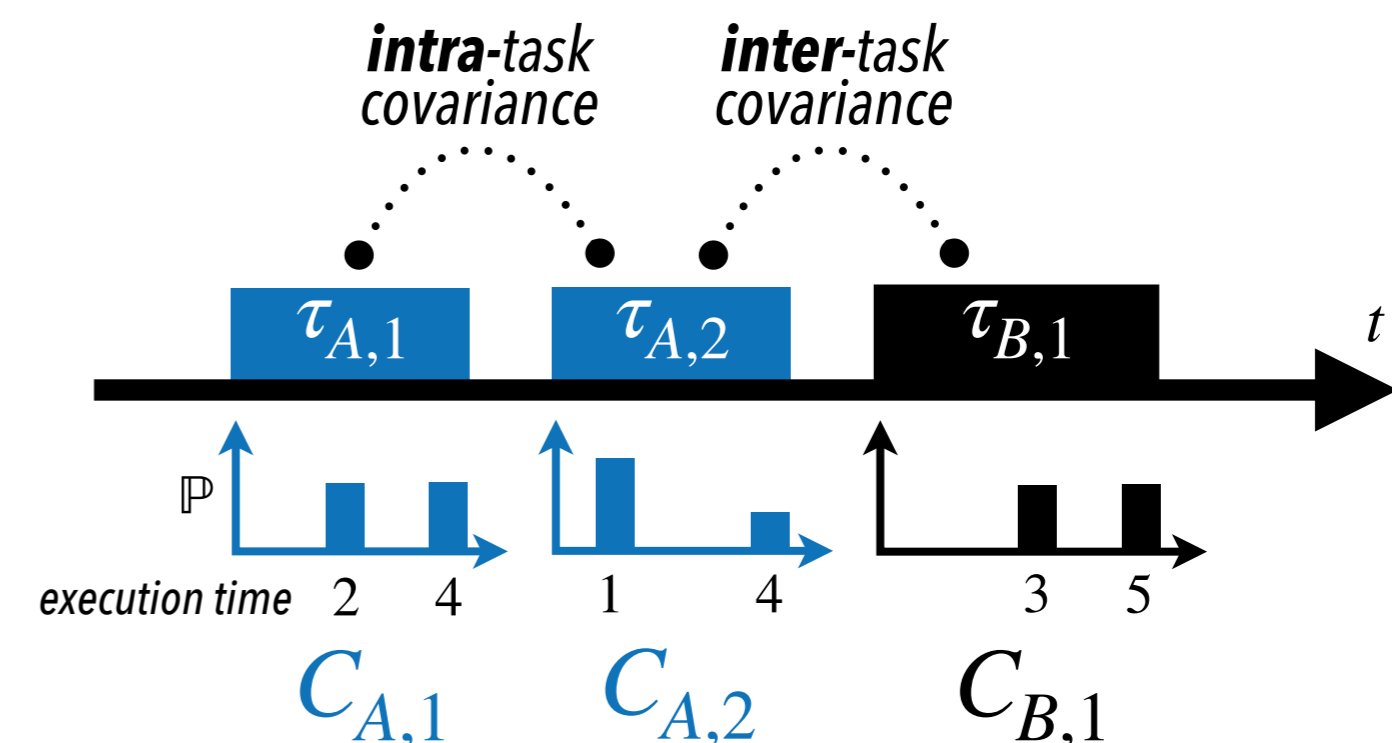 intra-task
covariance
inter-task
covariance
τA,1
τA,2
τB,1
t
ℙ
execution time 2 4 1 4 3 5
CA,1
CA,2
CB,1